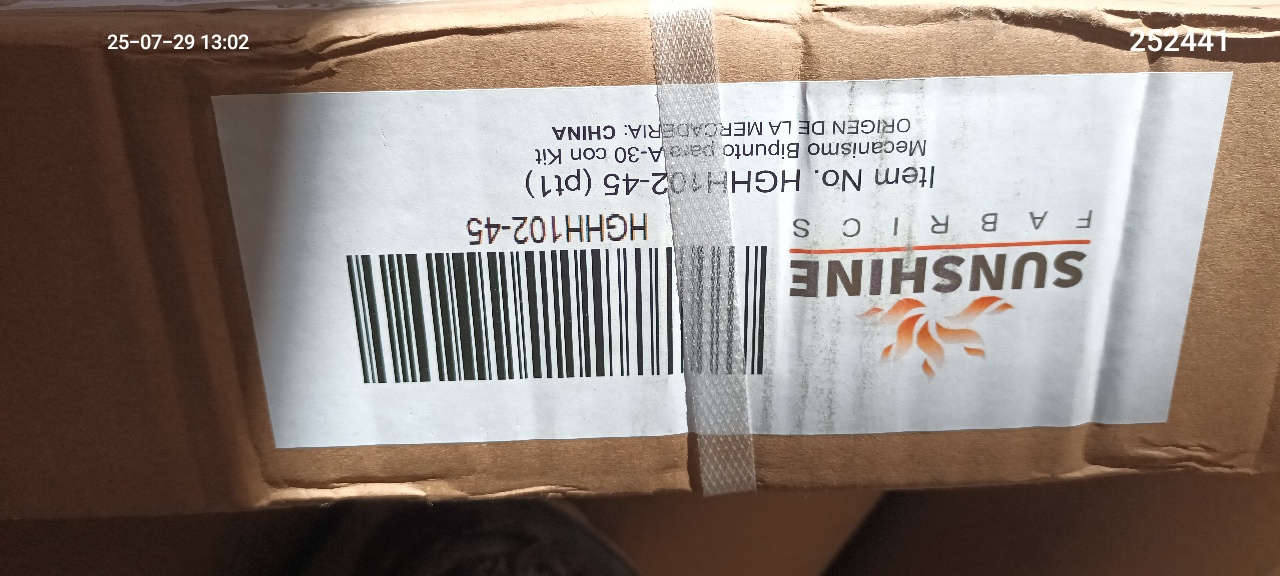 25-07-29 13:02
252441
SUNSHINE
FABRICS
HGHH102-45
Item No. HGHH102-45 (pt1)
Mecanismo Bipunto para A-30 con Kit
ORIGEN DE LA MERCADERIA: CHINA